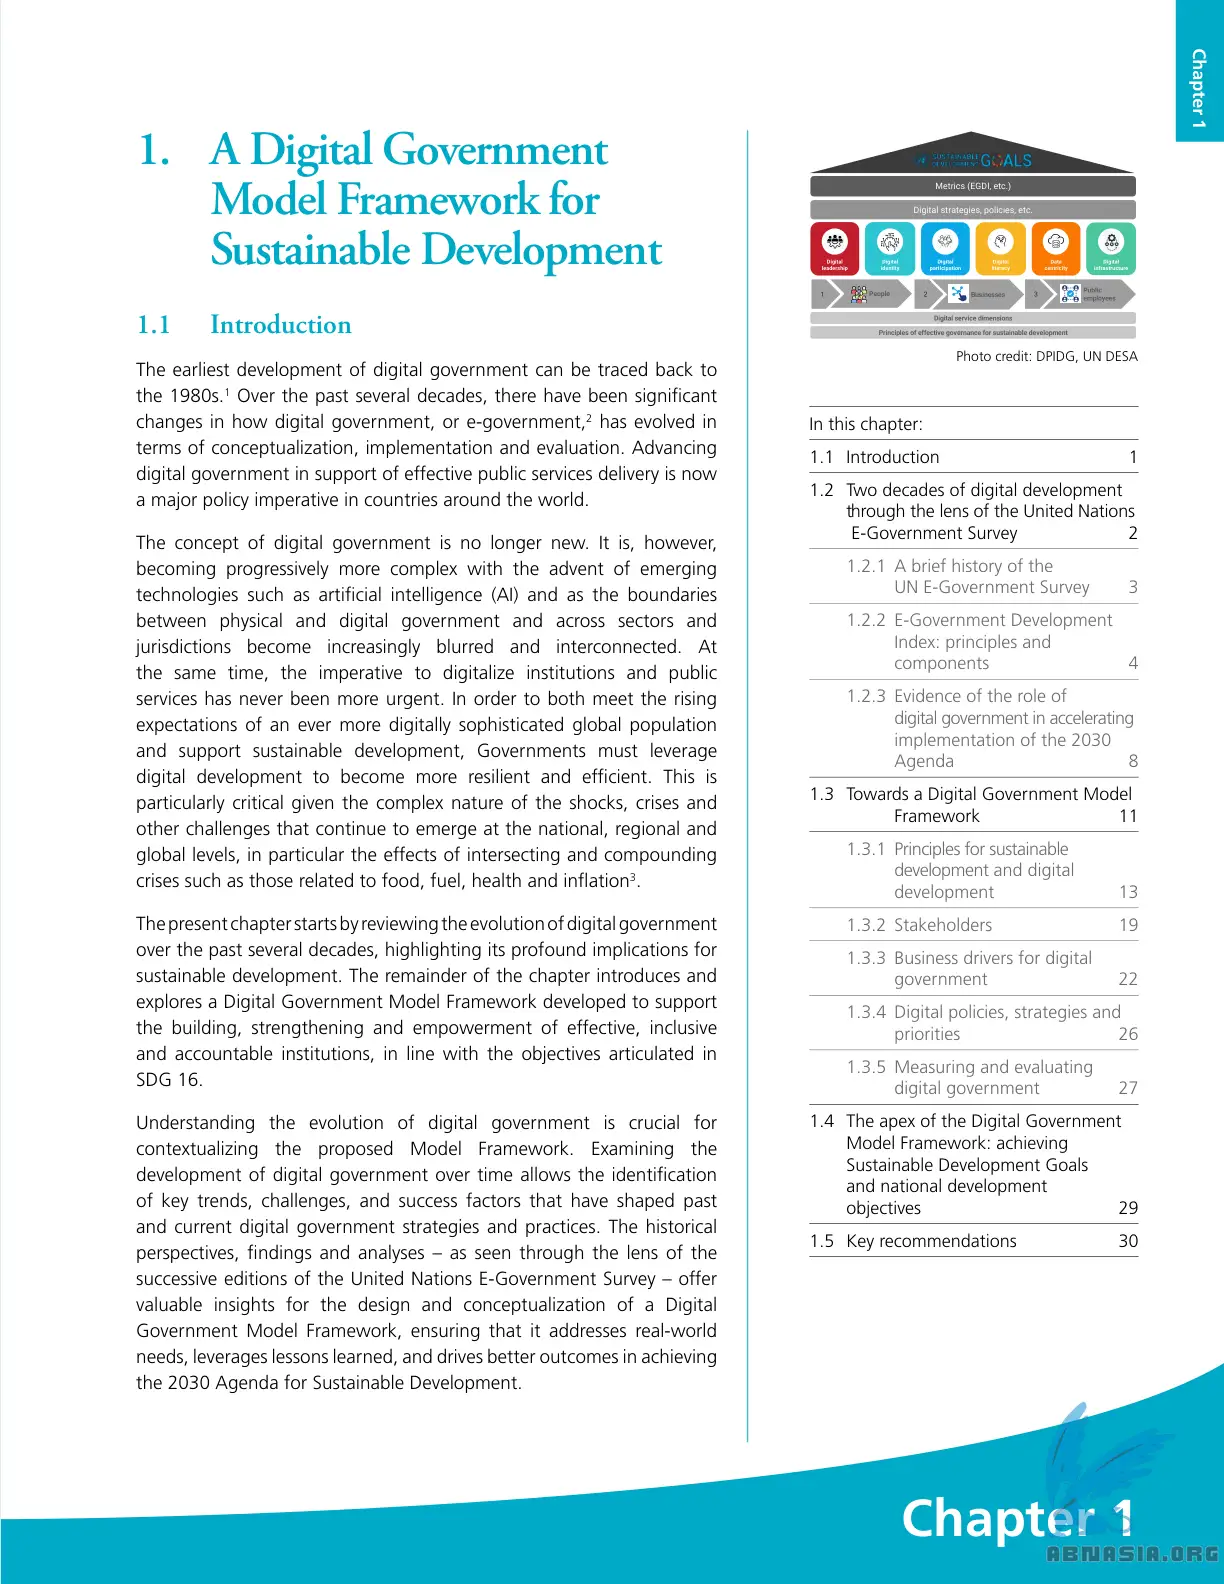 Chapter 1
1. A Digital Government
Model Framework for
Sustainable Development
1.1 Introduction
The earliest development of digital government can be traced back to
the 1980s.¹ Over the past several decades, there have been significant
changes in how digital government, or e-government,² has evolved in
terms of conceptualization, implementation and evaluation. Advancing
digital government in support of effective public services delivery is now
a major policy imperative in countries around the world.
The concept of digital government is no longer new. It is, however,
becoming progressively more complex with the advent of emerging
technologies such as artificial intelligence (AI) and as the boundaries
between physical and digital government and across sectors and
jurisdictions become increasingly blurred and interconnected. At
the same time, the imperative to digitalize institutions and public
services has never been more urgent. In order to both meet the rising
expectations of an ever more digitally sophisticated global population
and support sustainable development, Governments must leverage
digital development to become more resilient and efficient. This is
particularly critical given the complex nature of the shocks, crises and
other challenges that continue to emerge at the national, regional and
global levels, in particular the effects of intersecting and compounding
crises such as those related to food, fuel, health and inflation³.
The present chapter starts by reviewing the evolution of digital government
over the past several decades, highlighting its profound implications for
sustainable development. The remainder of the chapter introduces and
explores a Digital Government Model Framework developed to support
the building, strengthening and empowerment of effective, inclusive
and accountable institutions, in line with the objectives articulated in
SDG 16.
Understanding the evolution of digital government is crucial for
contextualizing the proposed Model Framework. Examining the
development of digital government over time allows the identification
of key trends, challenges, and success factors that have shaped past
and current digital government strategies and practices. The historical
perspectives, findings and analyses – as seen through the lens of the
successive editions of the United Nations E-Government Survey – offer
valuable insights for the design and conceptualization of a Digital
Government Model Framework, ensuring that it addresses real-world
needs, leverages lessons learned, and drives better outcomes in achieving
the 2030 Agenda for Sustainable Development.
SUSTAINABLE
DEVELOPMENT GOALS
Metrics (EGDI, etc.)
Digital strategies, policies, etc.
Digital
leadership
Digital
identity
Digital
participation
Digital
literacy
Data
centricity
Digital
infrastructure
1 People
2 Businesses
3 Public
employees
Digital service dimensions
Principles of effective governance for sustainable development
Photo credit: DPIDG, UN DESA
In this chapter:
1.1 Introduction 1
1.2 Two decades of digital development
through the lens of the United Nations
E-Government Survey 2
1.2.1 A brief history of the
UN E-Government Survey 3
1.2.2 E-Government Development
Index: principles and
components 4
1.2.3 Evidence of the role of
digital government in accelerating
implementation of the 2030
Agenda 8
1.3 Towards a Digital Government Model
Framework 11
1.3.1 Principles for sustainable
development and digital
development 13
1.3.2 Stakeholders 19
1.3.3 Business drivers for digital
government 22
1.3.4 Digital policies, strategies and
priorities 26
1.3.5 Measuring and evaluating
digital government 27
1.4 The apex of the Digital Government
Model Framework: achieving
Sustainable Development Goals
and national development
objectives 29
1.5 Key recommendations 30
Chapter 1
ABNASIA.ORG